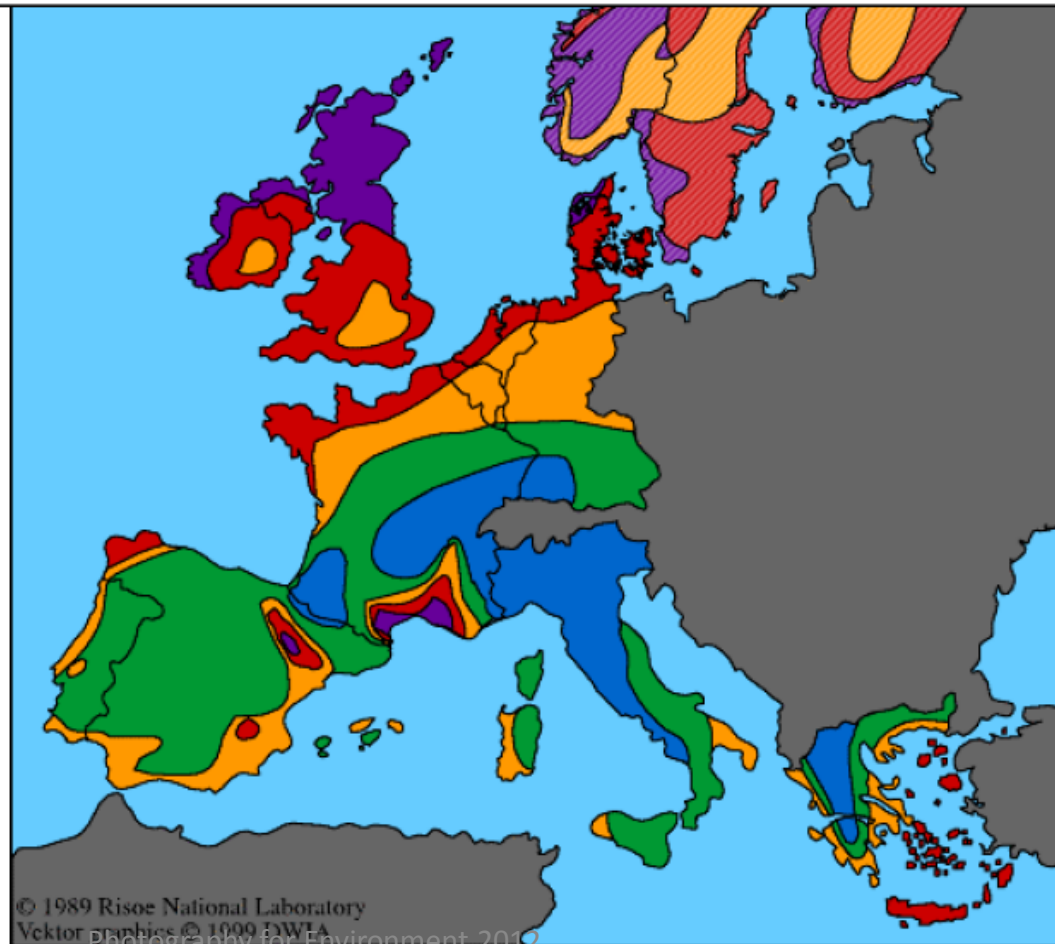 © 1989 Risoe National Laboratory
Vektor graphics © 1999 DWIA
Photography for Environment 2012